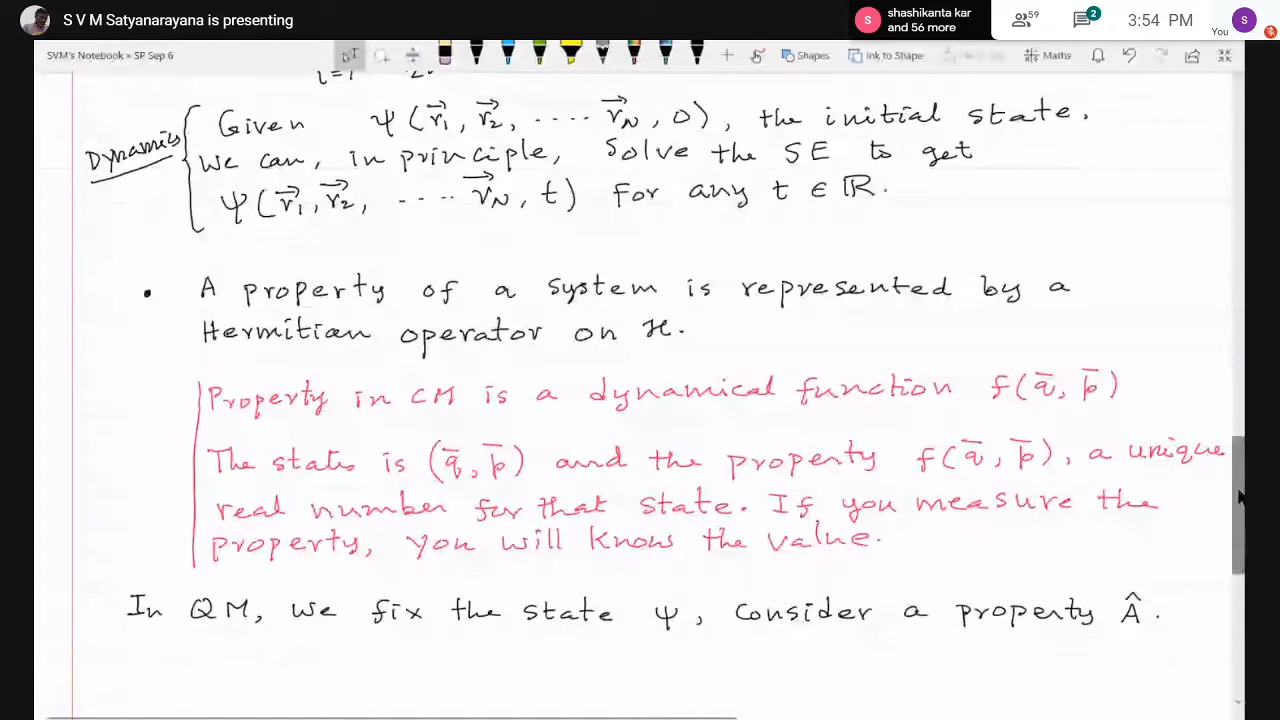 S V M Satyanarayana is presenting
shashikanta kar
and 56 more
59
2
3:54 PM
You
SVM's Notebook » SP Sep 6
Shapes
Ink to Shape
Maths
i=1
Dynamics
Given ψ(r⃗1, r⃗2, .... r⃗N, 0), the initial state.
We can, in principle, solve the SE to get
ψ(r⃗1, r⃗2, .... r⃗N, t) for any t ∈ ℝ.
• A property of a system is represented by a
Hermitian operator on ℋ.
Property in CM is a dynamical function f(q̄, p̄)
The state is (q̄, p̄) and the property f(q̄, p̄), a unique
real number for that state. If you measure the
property, you will know the value.
In QM, we fix the state ψ, consider a property Â.